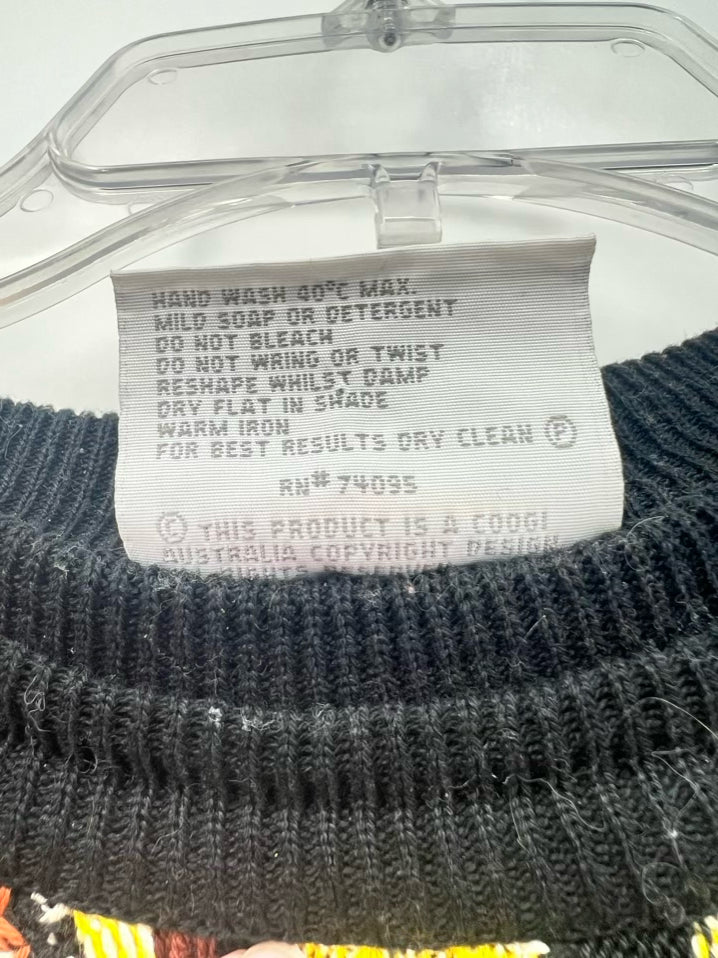 HAND WASH 40°C MAX.
MILD SOAP OR DETERGENT
DO NOT BLEACH
DO NOT WRING OR TWIST
RESHAPE WHILST DAMP
DRY FLAT IN SHADE
WARM IRON
FOR BEST RESULTS DRY CLEAN Ⓟ
RN# 74095
© THIS PRODUCT IS A COOGI
AUSTRALIA COPYRIGHT DESIGN